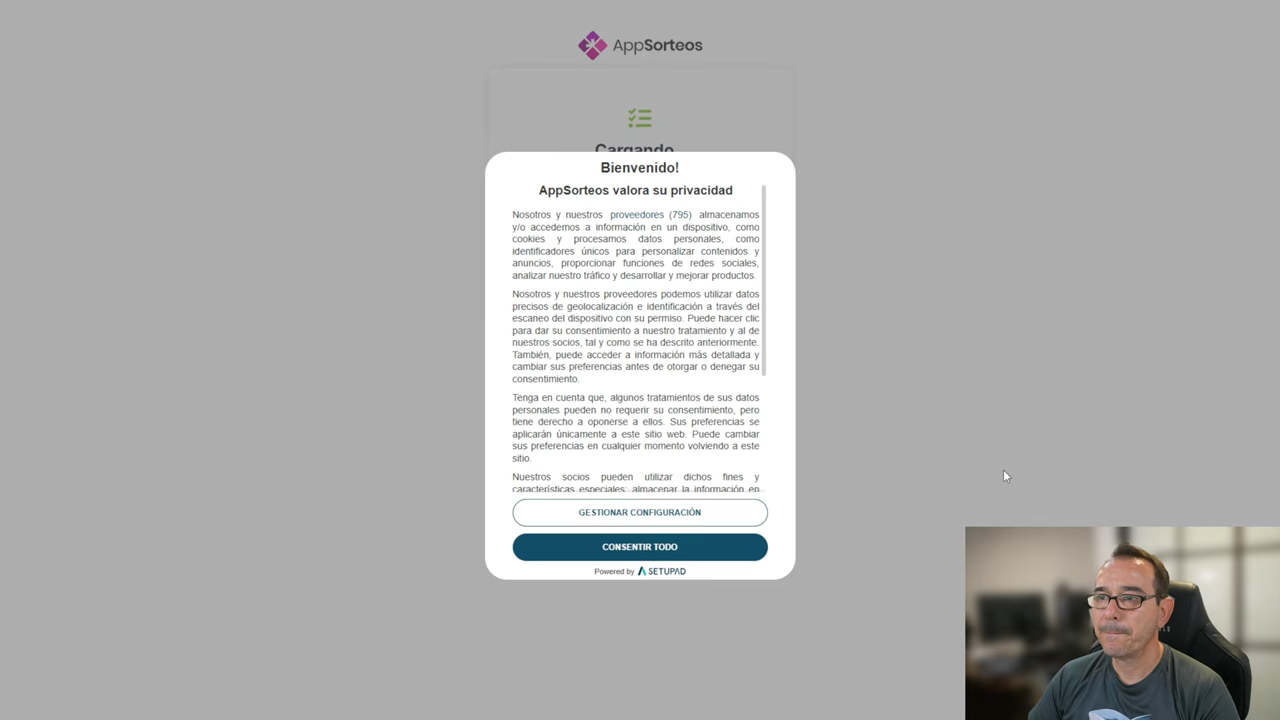 AppSorteos
Cargando
Bienvenido!
AppSorteos valora su privacidad
Nosotros y nuestros proveedores (795) almacenamos
y/o accedemos a información en un dispositivo, como
cookies y procesamos datos personales, como
identificadores únicos para personalizar contenidos y
anuncios, proporcionar funciones de redes sociales,
analizar nuestro tráfico y desarrollar y mejorar productos.
Nosotros y nuestros proveedores podemos utilizar datos
precisos de geolocalización e identificación a través del
escaneo del dispositivo con su permiso. Puede hacer clic
para dar su consentimiento a nuestro tratamiento y al de
nuestros socios, tal y como se ha descrito anteriormente.
También, puede acceder a información más detallada y
cambiar sus preferencias antes de otorgar o denegar su
consentimiento.
Tenga en cuenta que, algunos tratamientos de sus datos
personales pueden no requerir su consentimiento, pero
tiene derecho a oponerse a ellos. Sus preferencias se
aplicarán únicamente a este sitio web. Puede cambiar
sus preferencias en cualquier momento volviendo a este
sitio.
Nuestros socios pueden utilizar dichos fines y
características especiales: almacenar la información en
GESTIONAR CONFIGURACIÓN
CONSENTIR TODO
Powered by SETUPAD